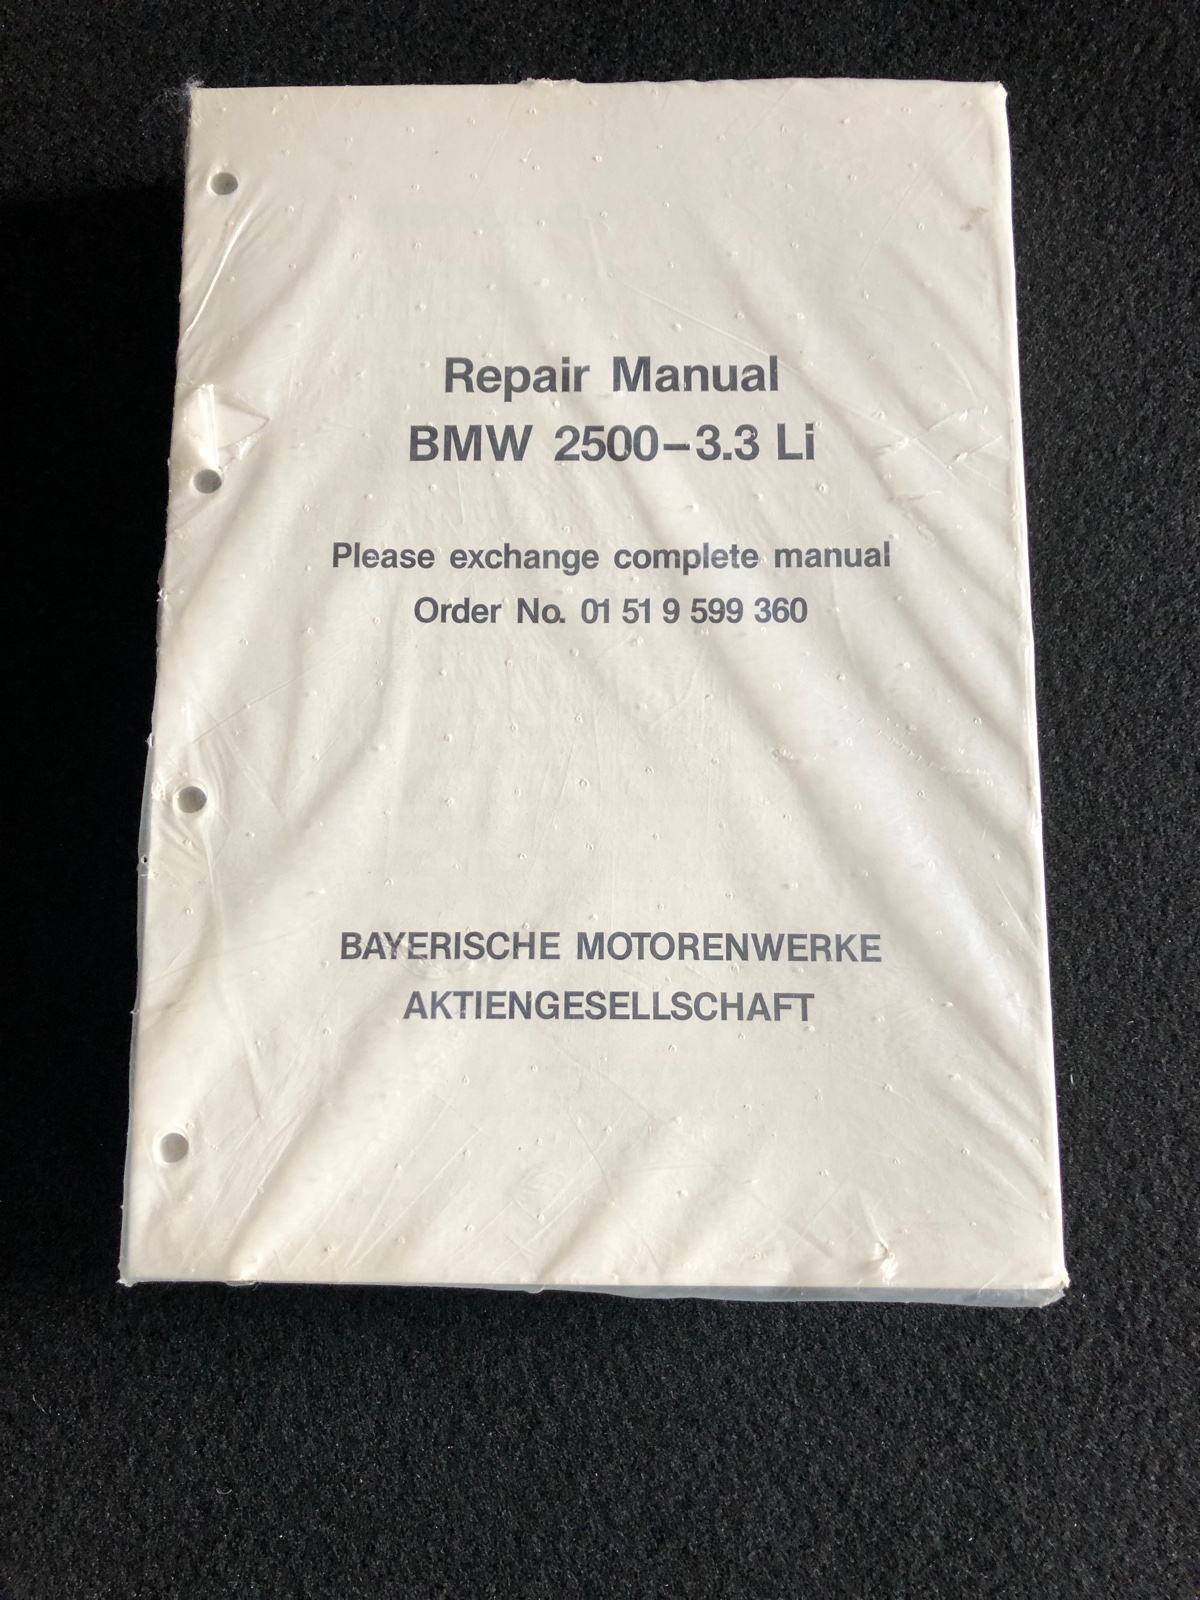 Repair Manual
BMW 2500-3.3 Li
Please exchange complete manual
Order No. 01 51 9 599 360
BAYERISCHE MOTORENWERKE
AKTIENGESELLSCHAFT